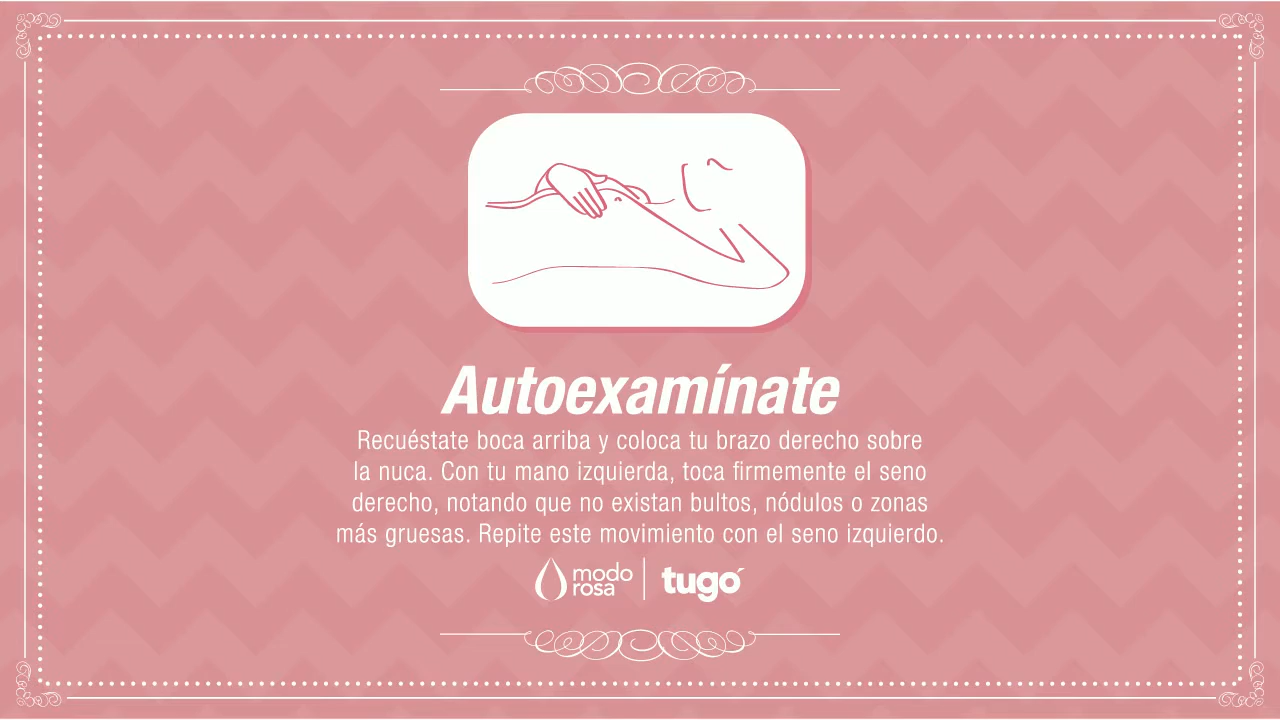 Autoexamínate
Recuéstate boca arriba y coloca tu brazo derecho sobre
la nuca. Con tu mano izquierda, toca firmemente el seno
derecho, notando que no existan bultos, nódulos o zonas
más gruesas. Repite este movimiento con el seno izquierdo.
modo
rosa
tugó